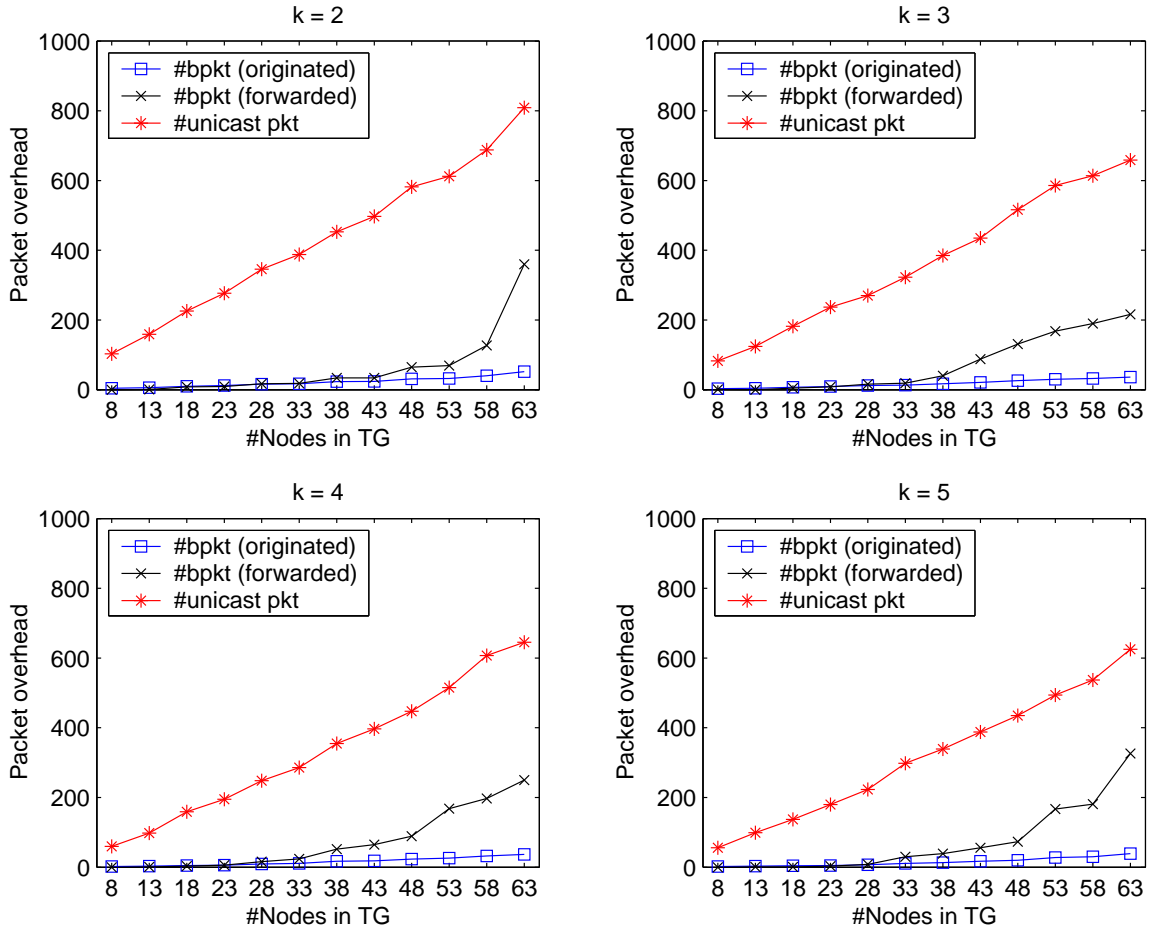 k = 2
1000
800
600
400
200
0
#bpkt (originated)
#bpkt (forwarded)
#unicast pkt
Packet overhead
8 13 18 23 28 33 38 43 48 53 58 63
#Nodes in TG
k = 3
1000
800
600
400
200
0
#bpkt (originated)
#bpkt (forwarded)
#unicast pkt
Packet overhead
8 13 18 23 28 33 38 43 48 53 58 63
#Nodes in TG
k = 4
1000
800
600
400
200
0
#bpkt (originated)
#bpkt (forwarded)
#unicast pkt
Packet overhead
8 13 18 23 28 33 38 43 48 53 58 63
#Nodes in TG
k = 5
1000
800
600
400
200
0
#bpkt (originated)
#bpkt (forwarded)
#unicast pkt
Packet overhead
8 13 18 23 28 33 38 43 48 53 58 63
#Nodes in TG